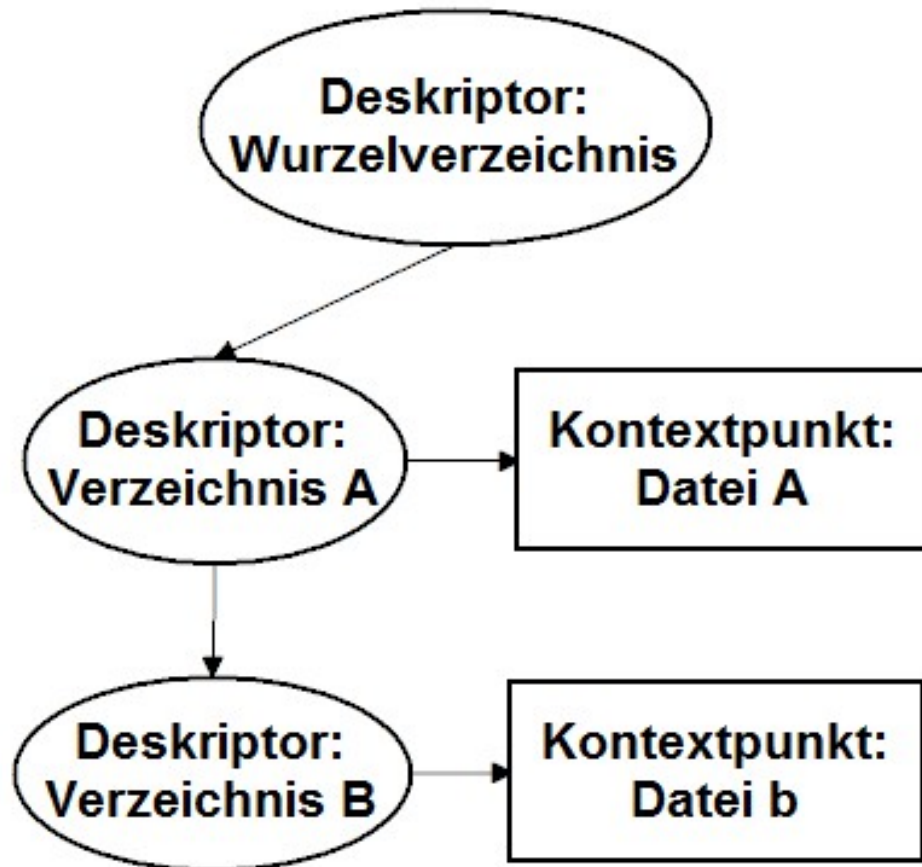 Deskriptor:
Wurzelverzeichnis
Deskriptor:
Verzeichnis A
Kontextpunkt:
Datei A
Deskriptor:
Verzeichnis B
Kontextpunkt:
Datei b